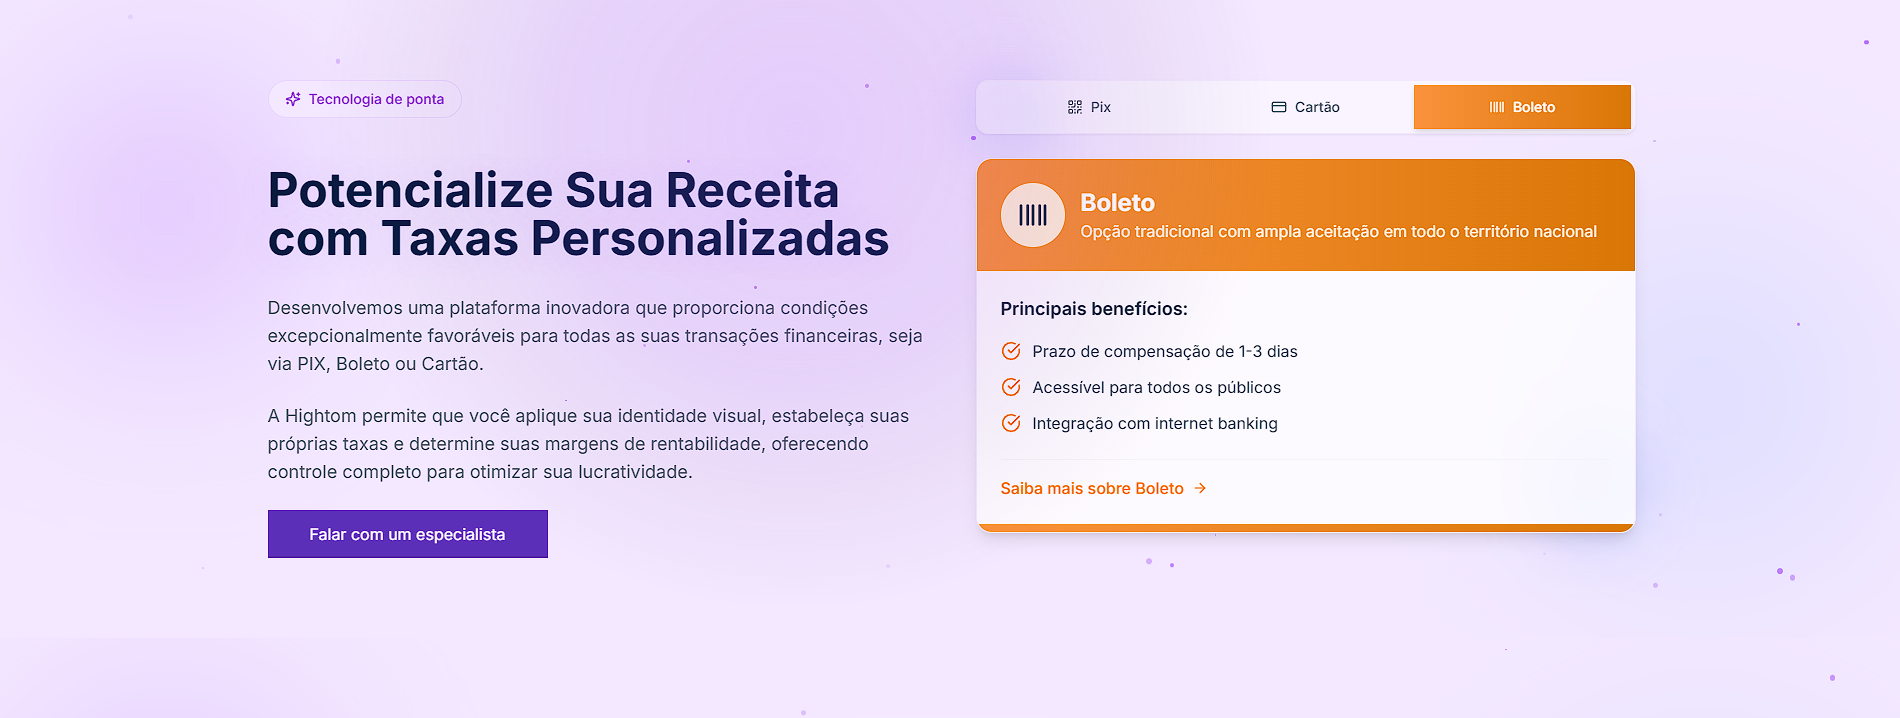 Tecnologia de ponta
Potencialize Sua Receita
com Taxas Personalizadas
Desenvolvemos uma plataforma inovadora que proporciona condições
excepcionalmente favoráveis para todas as suas transações financeiras, seja
via PIX, Boleto ou Cartão.
A Hightom permite que você aplique sua identidade visual, estabeleça suas
próprias taxas e determine suas margens de rentabilidade, oferecendo
controle completo para otimizar sua lucratividade.
Falar com um especialista
Pix
Cartão
Boleto
Boleto
Opção tradicional com ampla aceitação em todo o território nacional
Principais benefícios:
Prazo de compensação de 1-3 dias
Acessível para todos os públicos
Integração com internet banking
Saiba mais sobre Boleto